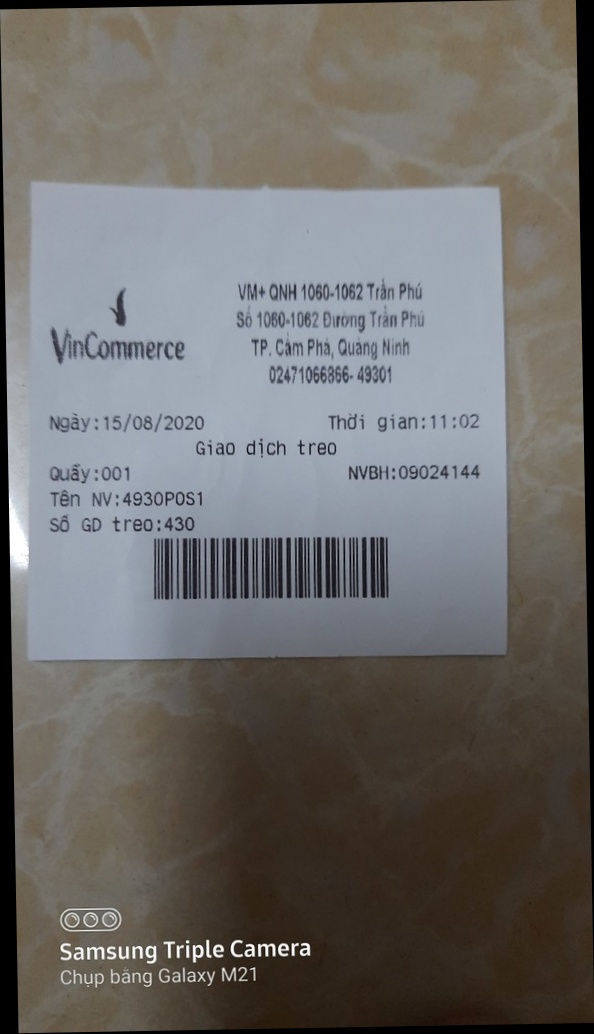 VinCommerce
VM+ QNH 1060-1062 Trần Phú
Số 1060-1062 Đường Trần Phú
TP. Cẩm Phả, Quảng Ninh
02471066866- 49301
Ngày:15/08/2020 Thời gian:11:02
Giao dịch treo
Quầy:001 NVBH:09024144
Tên NV:4930POS1
Số GD treo:430
Samsung Triple Camera
Chụp bằng Galaxy M21